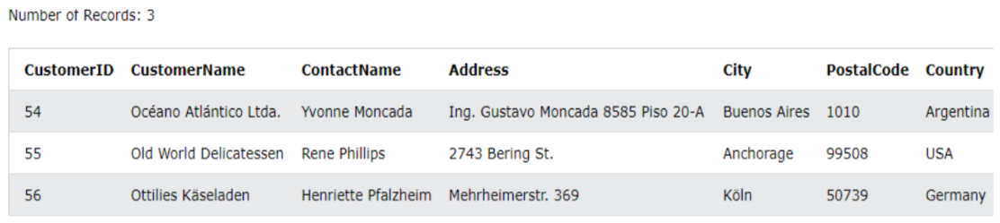 Number of Records: 3
CustomerID CustomerName ContactName Address City PostalCode Country
54 Océano Atlántico Ltda. Yvonne Moncada Ing. Gustavo Moncada 8585 Piso 20-A Buenos Aires 1010 Argentina
55 Old World Delicatessen Rene Phillips 2743 Bering St. Anchorage 99508 USA
56 Ottilies Käseladen Henriette Pfalzheim Mehrheimerstr. 369 Köln 50739 Germany